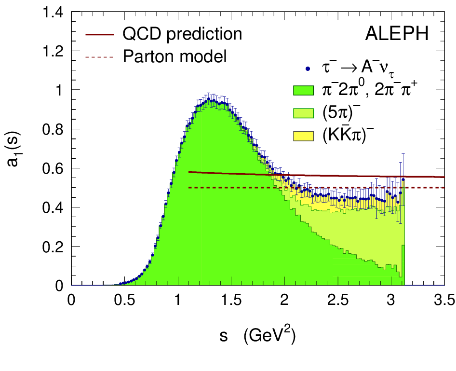 ALEPH
QCD prediction
Parton model
τ⁻ → A⁻ν_τ
π⁻2π⁰, 2π⁻π⁺
(5π)⁻
(KK̄π)⁻
a₁(s)
1.4
1.2
1
0.8
0.6
0.4
0.2
0
0 0.5 1 1.5 2 2.5 3 3.5
s (GeV²)